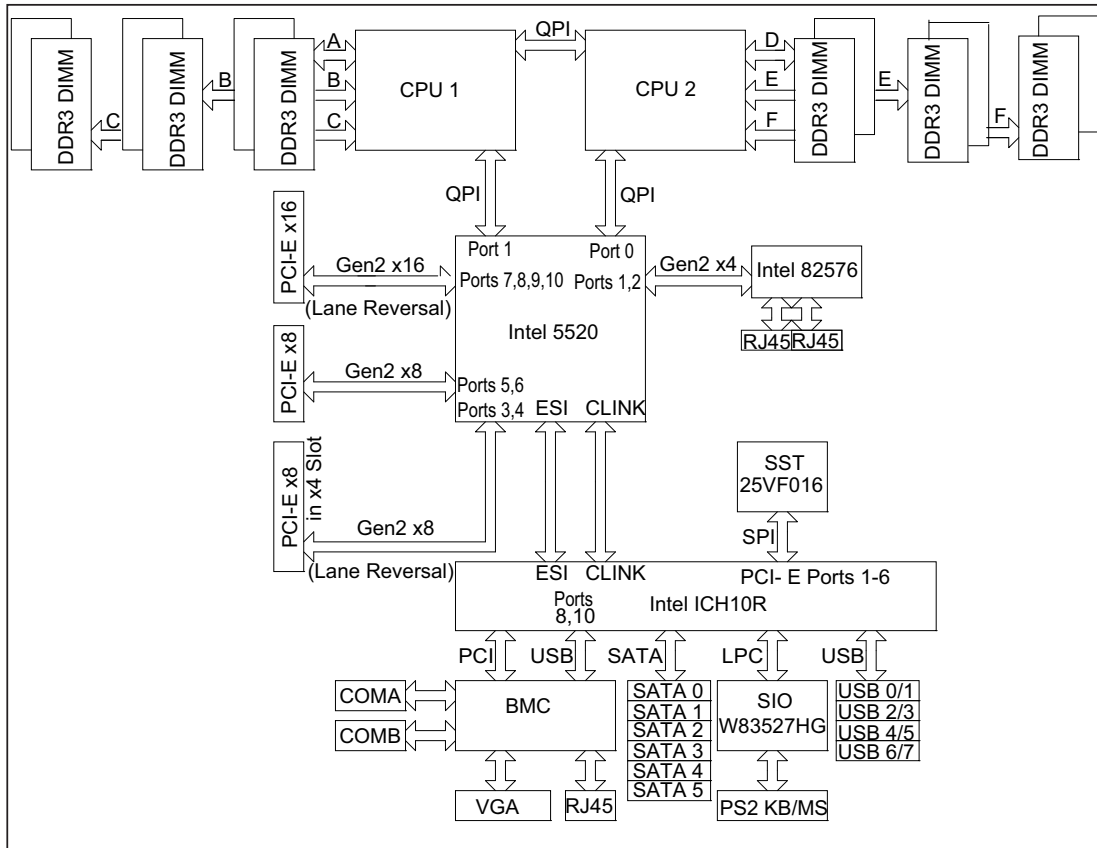 QPI
A
B
C
B
C
D
E
F
E
F
DDR3 DIMM
DDR3 DIMM
DDR3 DIMM
CPU 1
CPU 2
DDR3 DIMM
DDR3 DIMM
DDR3 DIMM
QPI
QPI
PCI-E x16
Gen2 x16
(Lane Reversal)
Port 1
Port 0
Ports 7,8,9,10
Ports 1,2
Intel 5520
Gen2 x4
Intel 82576
RJ45
RJ45
PCI-E x8
Gen2 x8
Ports 5,6
Ports 3,4
ESI
CLINK
PCI-E x8
in x4 Slot
Gen2 x8
(Lane Reversal)
SST
25VF016
SPI
ESI
CLINK
PCI- E Ports 1-6
Ports
8,10
Intel ICH10R
PCI
USB
SATA
LPC
USB
COMA
COMB
BMC
SATA 0
SATA 1
SATA 2
SATA 3
SATA 4
SATA 5
SIO
W83527HG
USB 0/1
USB 2/3
USB 4/5
USB 6/7
VGA
RJ45
PS2 KB/MS